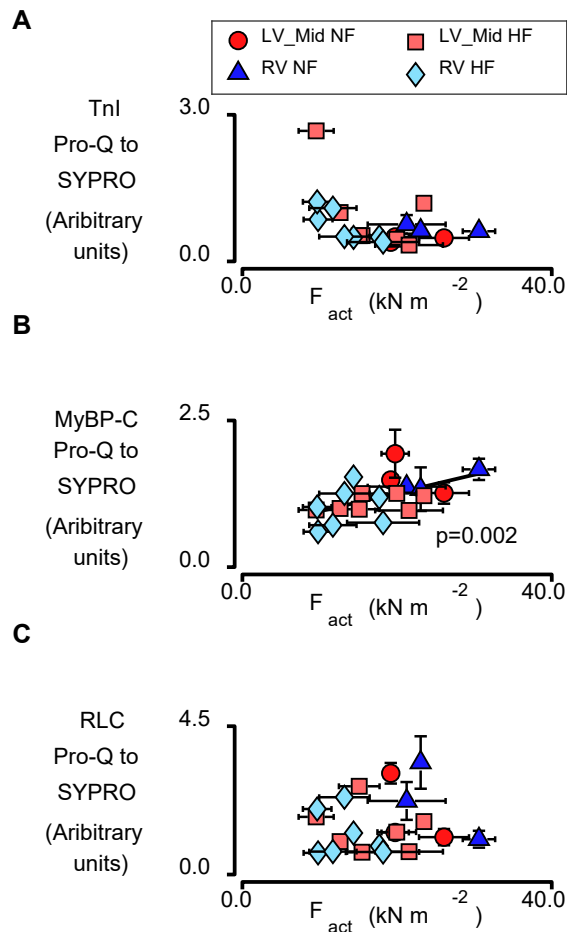 A
LV_Mid NF
LV_Mid HF
RV NF
RV HF
TnI
Pro-Q to
SYPRO
(Aribitrary
units)
3.0
0.0
0.0
F act (kN m -2 )
40.0
B
MyBP-C
Pro-Q to
SYPRO
(Aribitrary
units)
2.5
0.0
p=0.002
0.0
F act (kN m -2 )
40.0
C
RLC
Pro-Q to
SYPRO
(Aribitrary
units)
4.5
0.0
0.0
F act (kN m -2 )
40.0